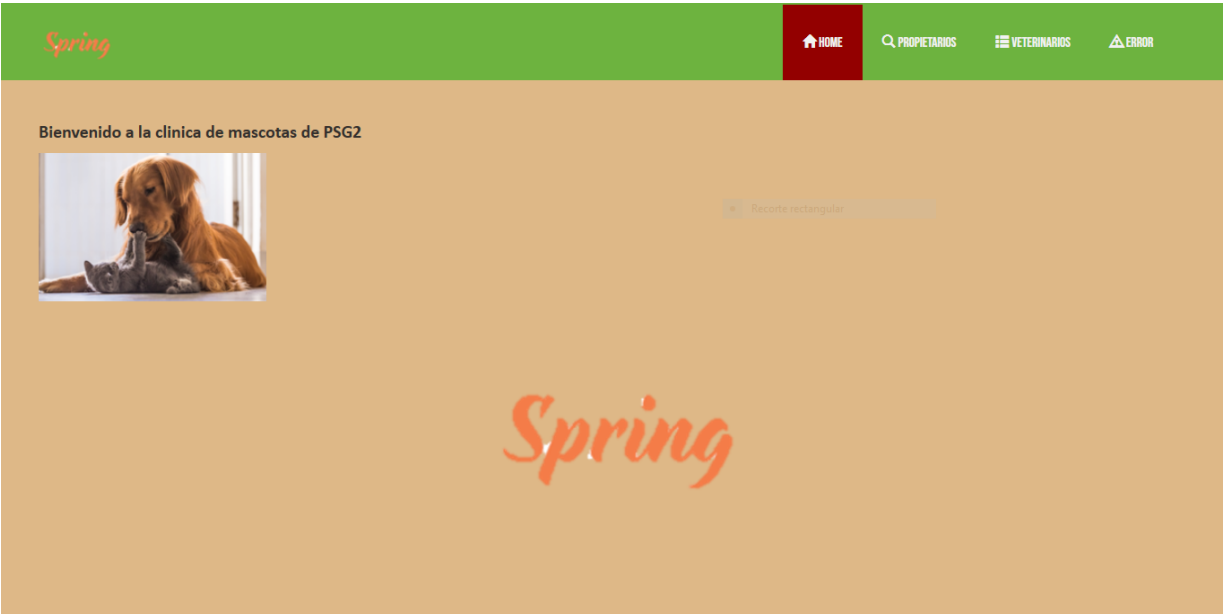 Spring
HOME
PROPIETARIOS
VETERINARIOS
ERROR
Bienvenido a la clinica de mascotas de PSG2
Recorte rectangular
Spring